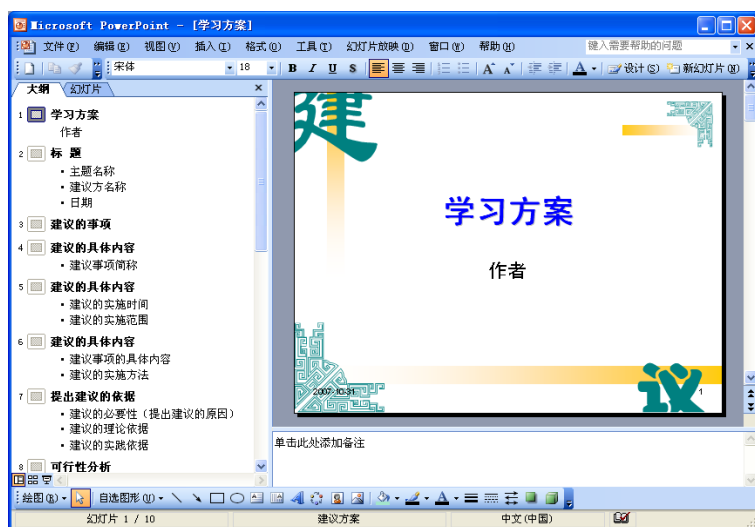 Microsoft PowerPoint - [学习方案]
文件(F) 编辑(E) 视图(V) 插入(I) 格式(O) 工具(T) 幻灯片放映(D) 窗口(W) 帮助(H) 键入需要帮助的问题
宋体 18 B I U S A A A 设计(S) 新幻灯片(N)
大纲 幻灯片
1 学习方案
作者
2 标 题
• 主题名称
• 建议方名称
• 日期
3 建议的事项
4 建议的具体内容
• 建议事项简称
5 建议的具体内容
• 建议的实施时间
• 建议的实施范围
6 建议的具体内容
• 建议事项的具体内容
• 建议的实施方法
7 提出建议的依据
• 建议的必要性（提出建议的原因）
• 建议的理论依据
• 建议的实践依据
8 可行性分析
建
学习方案
作者
2007-10-31
议
1
单击此处添加备注
绘图(R) 自选图形(U) A A
幻灯片 1 / 10 建议方案 中文(中国)